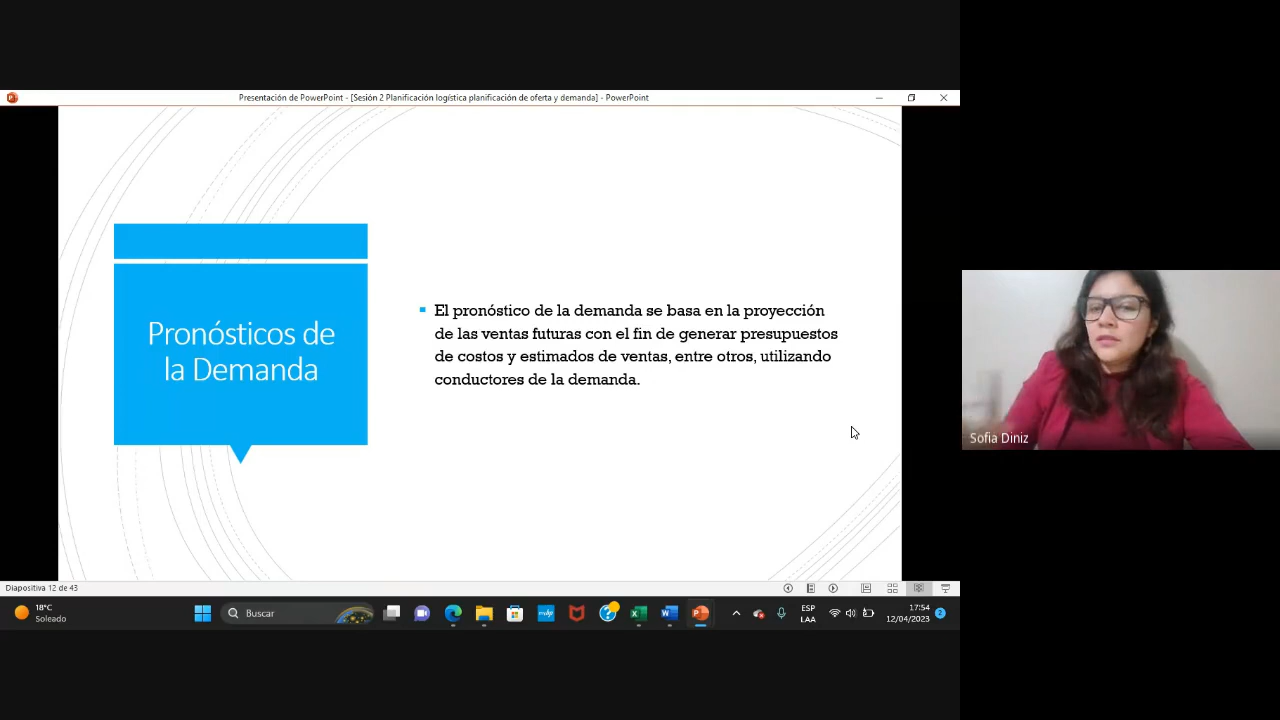 Presentación de PowerPoint - [Sesión 2 Planificación logística planificación de oferta y demanda] - PowerPoint
Pronósticos de
la Demanda
El pronóstico de la demanda se basa en la proyección
de las ventas futuras con el fin de generar presupuestos
de costos y estimados de ventas, entre otros, utilizando
conductores de la demanda.
Sofia Diniz
Diapositiva 12 de 43
18°C
Soleado
Buscar
ESP
LAA
17:54
12/04/2023
2